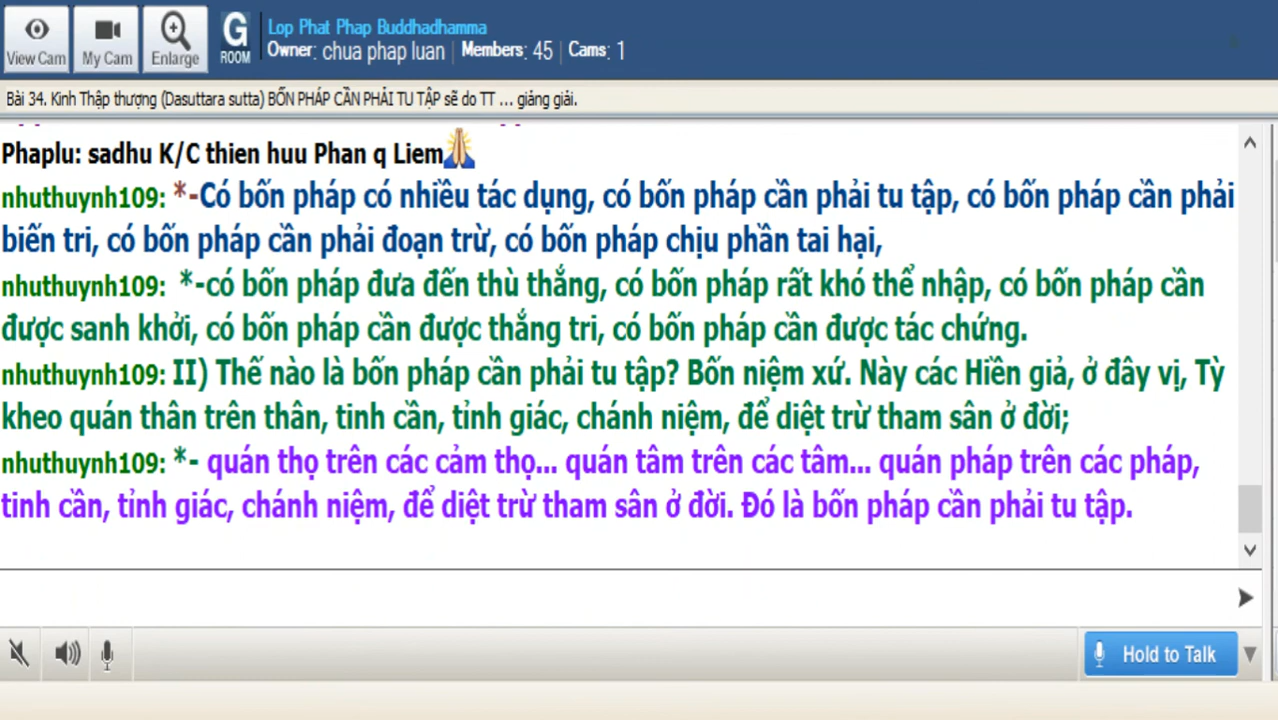 Lop Phat Phap Buddhadhamma
View Cam My Cam Enlarge G ROOM Owner: chua phap luan | Members: 45 | Cams: 1
Bài 34. Kinh Thập thượng (Dasuttara sutta) BỐN PHÁP CẦN PHẢI TU TẬP sẽ do TT ... giảng giải.
Phaplu: sadhu K/C thien huu Phan q Liem🙏
nhuthuynh109: *-Có bốn pháp có nhiều tác dụng, có bốn pháp cần phải tu tập, có bốn pháp cần phải
biến tri, có bốn pháp cần phải đoạn trừ, có bốn pháp chịu phần tai hại,
nhuthuynh109: *-có bốn pháp đưa đến thù thắng, có bốn pháp rất khó thể nhập, có bốn pháp cần
được sanh khởi, có bốn pháp cần được thắng tri, có bốn pháp cần được tác chứng.
nhuthuynh109: II) Thế nào là bốn pháp cần phải tu tập? Bốn niệm xứ. Này các Hiền giả, ở đây vị, Tỳ
kheo quán thân trên thân, tinh cần, tỉnh giác, chánh niệm, để diệt trừ tham sân ở đời;
nhuthuynh109: *- quán thọ trên các cảm thọ... quán tâm trên các tâm... quán pháp trên các pháp,
tinh cần, tỉnh giác, chánh niệm, để diệt trừ tham sân ở đời. Đó là bốn pháp cần phải tu tập.
Hold to Talk